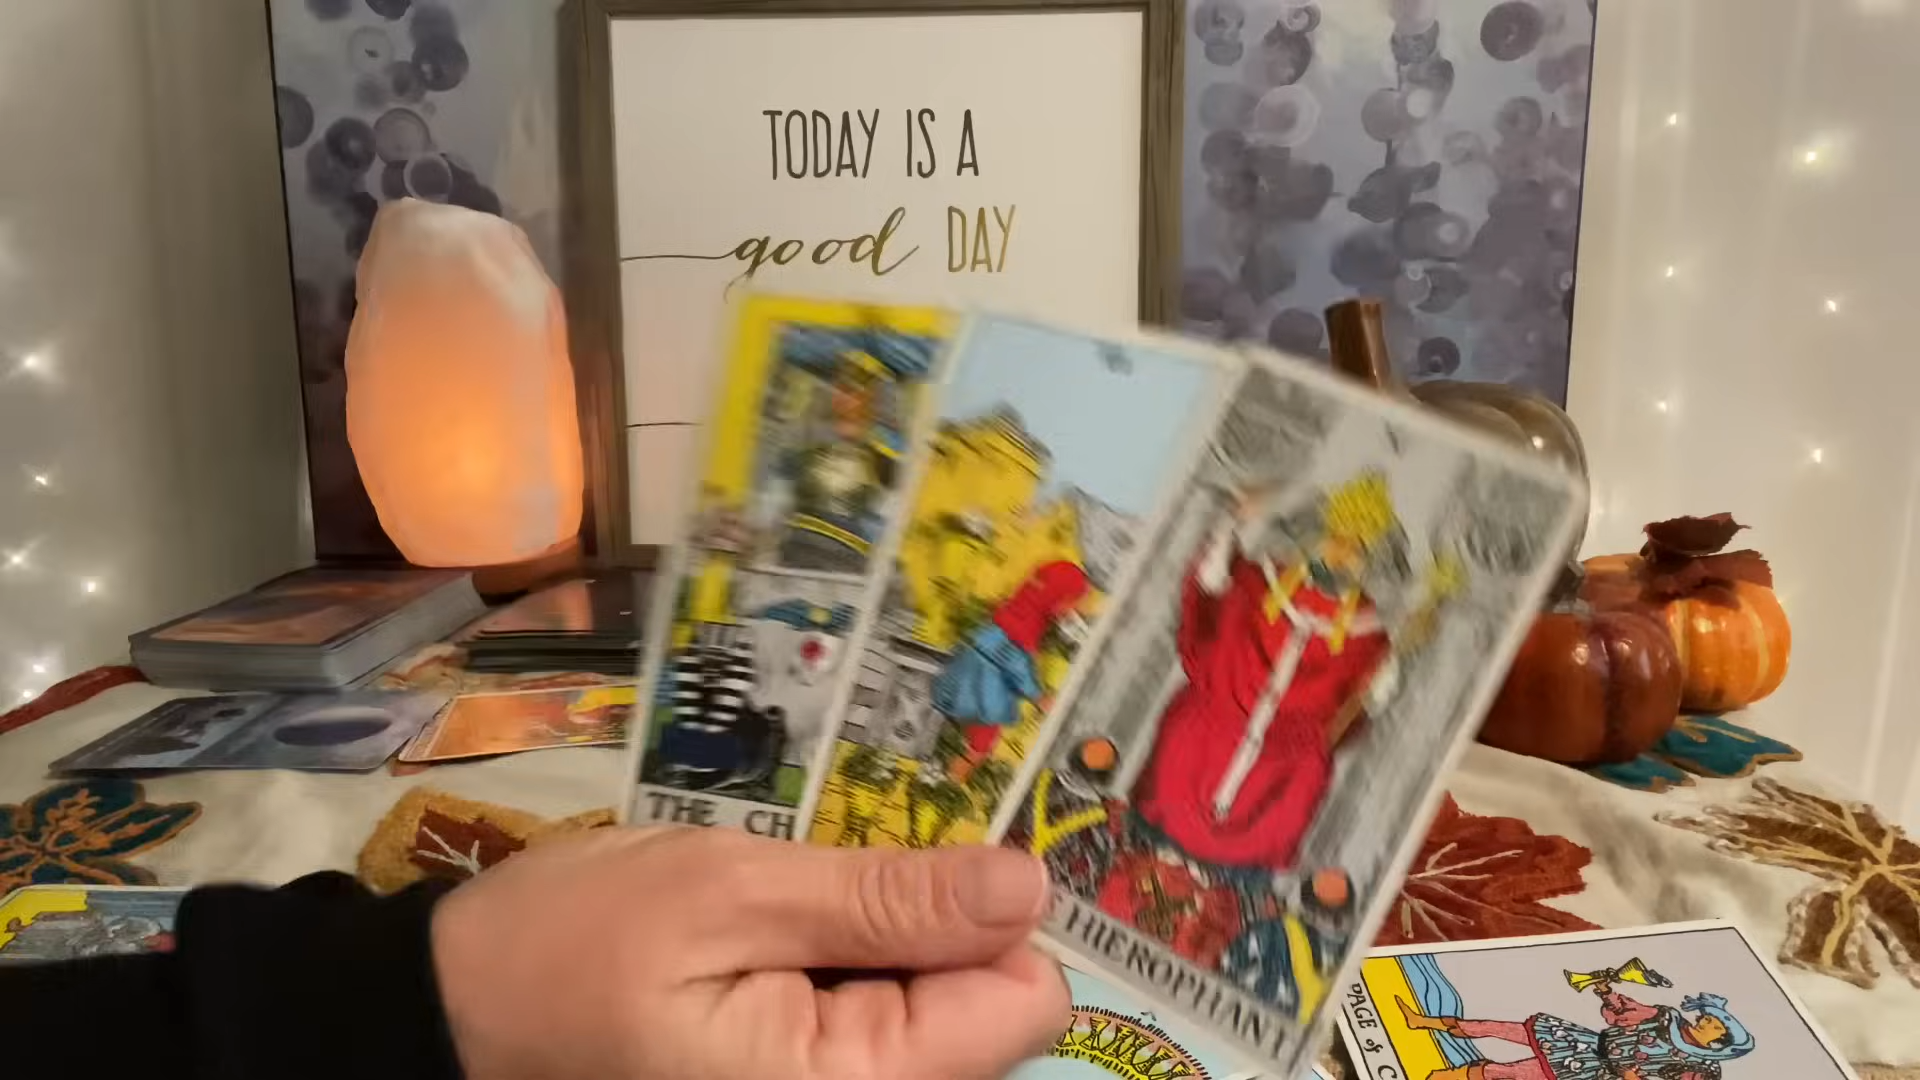 TODAY IS A
good DAY
THE CH
HIEROPHANT
PAGE of C